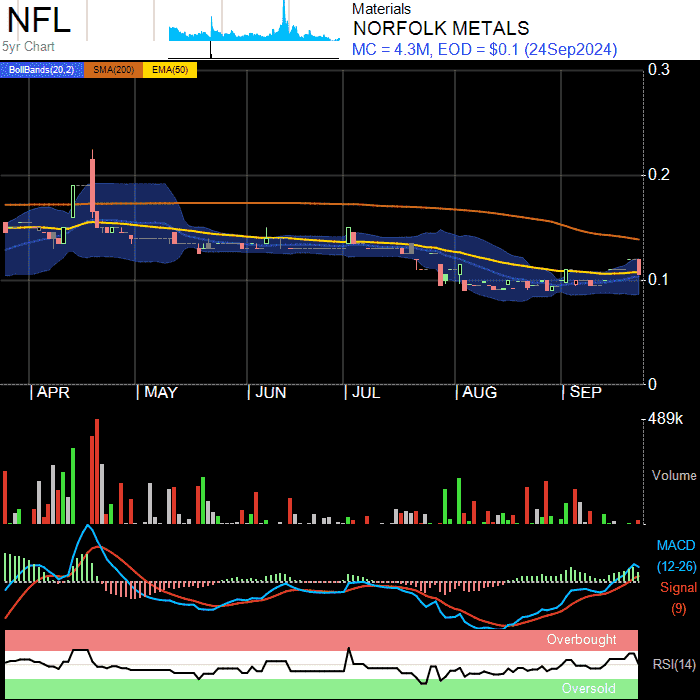 NFL
5yr Chart
Materials
NORFOLK METALS
MC = 4.3M, EOD = $0.1 (24Sep2024)
BollBands(20,2) SMA(200) EMA(50)
0.3
0.2
0.1
0
APR MAY JUN JUL AUG SEP
489k
Volume
MACD
(12-26)
Signal
(9)
Overbought
RSI(14)
Oversold